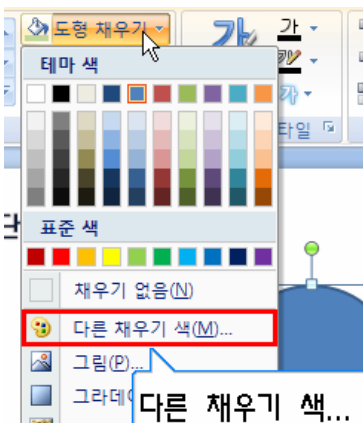 도형 채우기
가 가
가
타일
테마 색
단
표준 색
채우기 없음(N)
다른 채우기 색(M)...
그림(P)...
그라데
다른 채우기 색...